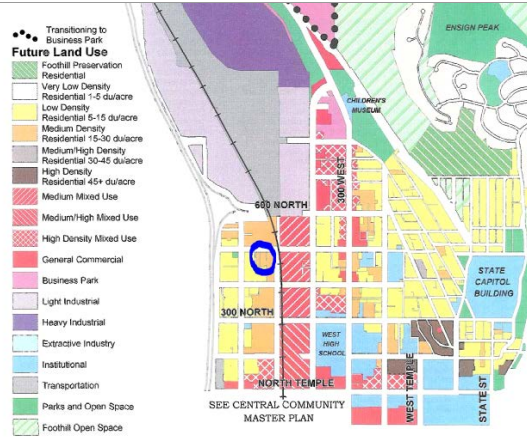 Transitioning to
Business Park
Future Land Use
Foothill Preservation
Residential
Very Low Density
Residential 1-5 du/acre
Low Density
Residential 5-15 du/acre
Medium Density
Residential 15-30 du/acre
Medium/High Density
Residential 30-45 du/acre
High Density
Residential 45+ du/acre
Medium Mixed Use
Medium/High Mixed Use
High Density Mixed Use
General Commercial
Business Park
Light Industrial
Heavy Industrial
Extractive Industry
Institutional
Transportation
Parks and Open Space
Foothill Open Space
ENSIGN PEAK
CHILDREN'S
MUSEUM
300 WEST
600 NORTH
STATE
CAPITOL
BUILDING
300 NORTH
WEST
HIGH
SCHOOL
WEST TEMPLE
STATE ST
NORTH TEMPLE
SEE CENTRAL COMMUNITY
MASTER PLAN